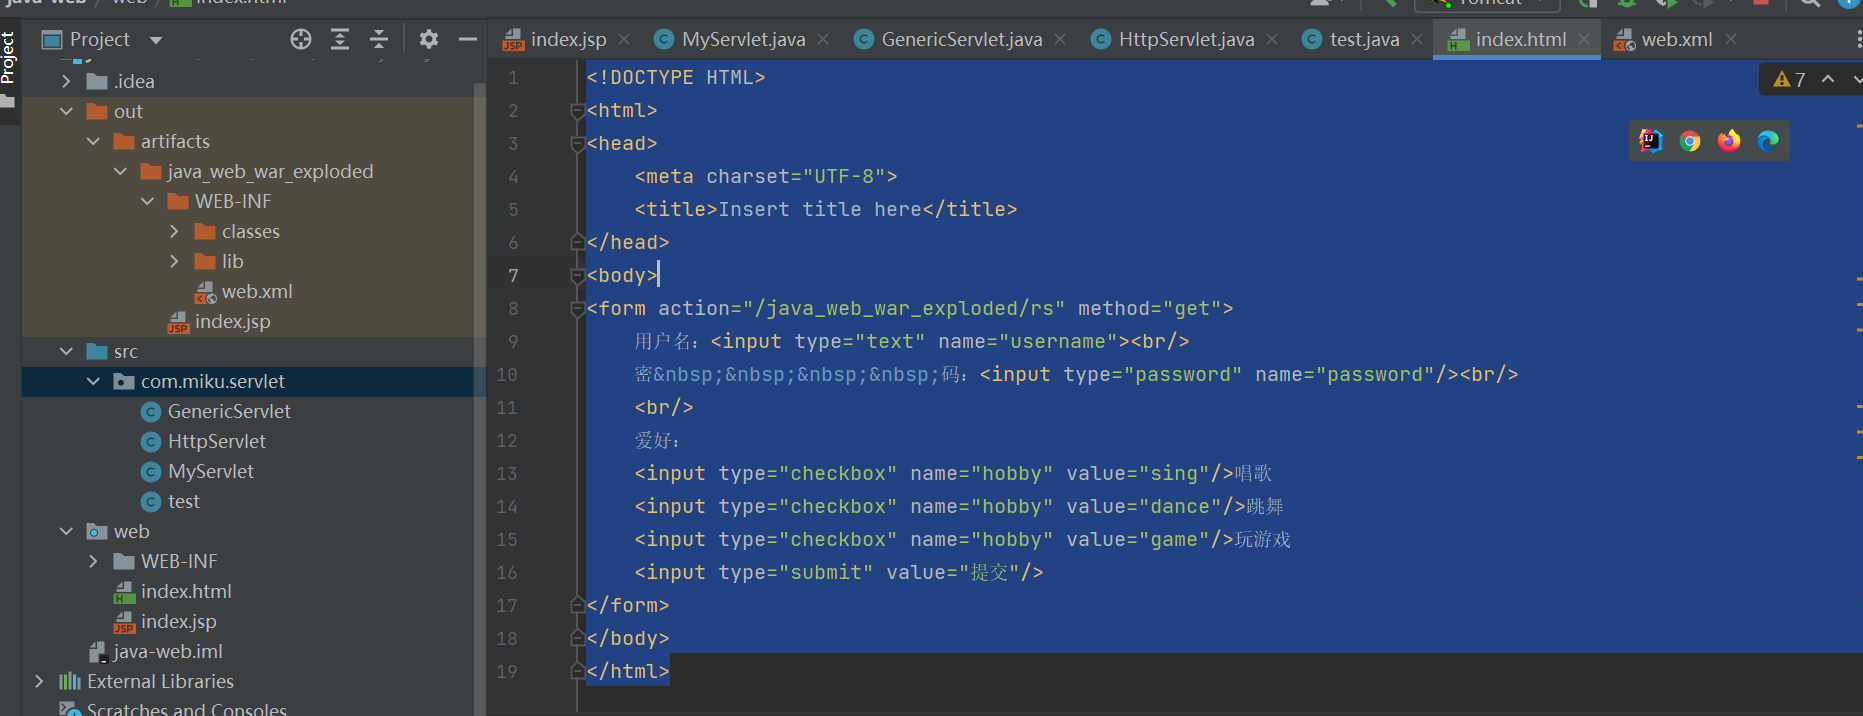 java-web
web
index.html
Tomcat
Project
Project
index.jsp
MyServlet.java
GenericServlet.java
HttpServlet.java
test.java
index.html
web.xml
.idea
out
artifacts
java_web_war_exploded
WEB-INF
classes
lib
web.xml
index.jsp
src
com.miku.servlet
GenericServlet
HttpServlet
MyServlet
test
web
WEB-INF
index.html
index.jsp
java-web.iml
External Libraries
Scratches and Consoles
7
1 <!DOCTYPE HTML>
2 <html>
3 <head>
4 <meta charset="UTF-8">
5 <title>Insert title here</title>
6 </head>
7 <body>
8 <form action="/java_web_war_exploded/rs" method="get">
9 用户名：<input type="text" name="username"><br/>
10 密&nbsp;&nbsp;&nbsp;&nbsp;码：<input type="password" name="password"/><br/>
11 <br/>
12 爱好：
13 <input type="checkbox" name="hobby" value="sing"/>唱歌
14 <input type="checkbox" name="hobby" value="dance"/>跳舞
15 <input type="checkbox" name="hobby" value="game"/>玩游戏
16 <input type="submit" value="提交"/>
17 </form>
18 </body>
19 </html>